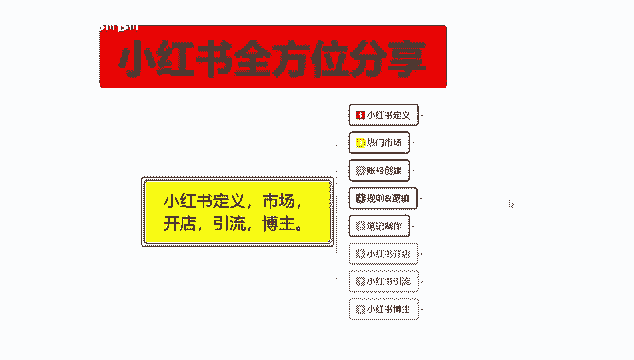 小红书全方位分享
小红书定义，市场，
开店，引流，博主。
小红书定义
热门市场
账号创建
规则&逻辑
笔记制作
小红书开店
小红书引流
小红书博主